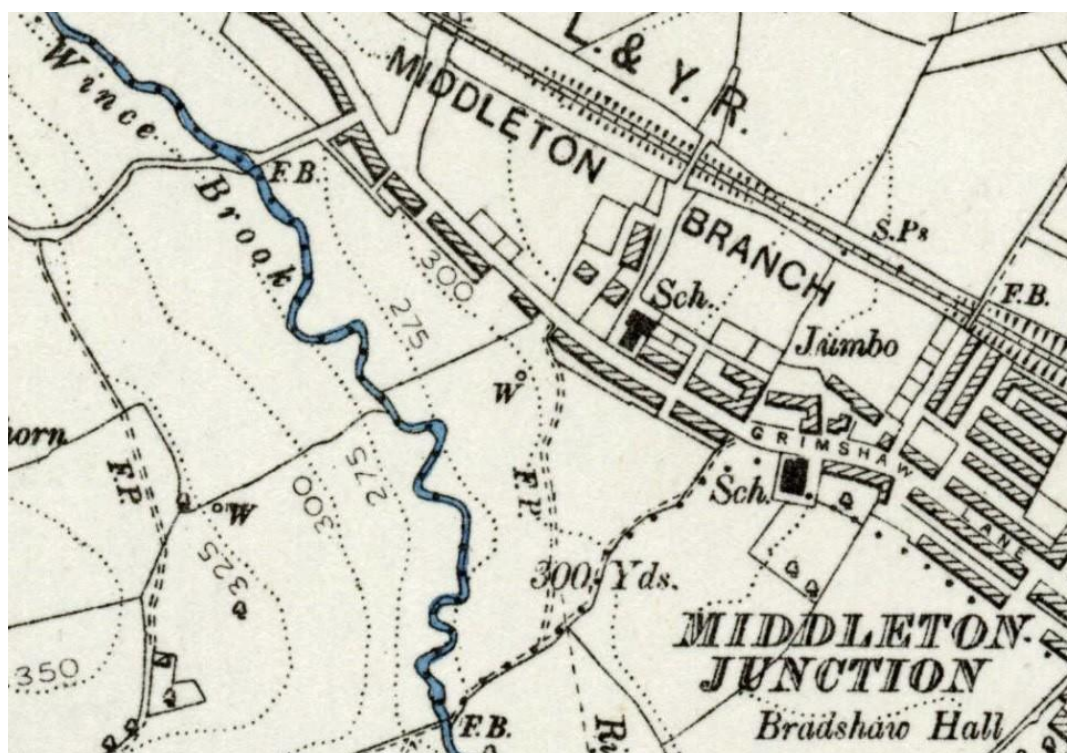 L. & Y. R.
MIDDLETON BRANCH
Wince Brook
F.B.
300
275
S.Ps
F.B.
Sch.
Jumbo
W
GRIMSHAW LANE
horn
F.P.
F.P.
275
300
W
Sch.
325
300 Yds.
MIDDLETON
JUNCTION
350
Bradshaw Hall
F.B.